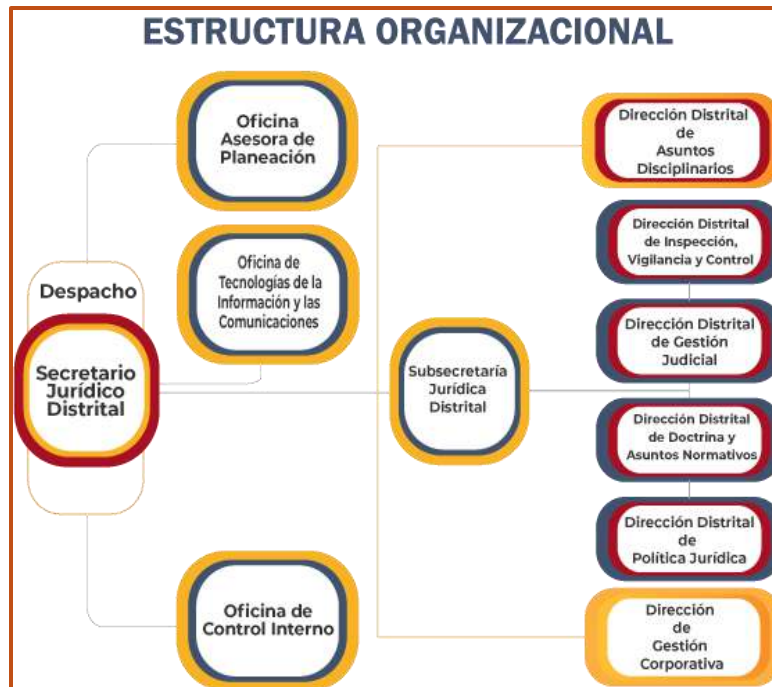 ESTRUCTURA ORGANIZACIONAL
Oficina
Asesora de
Planeación
Oficina de
Tecnologías de la
Información y las
Comunicaciones
Despacho
Secretario
Jurídico
Distrital
Oficina de
Control Interno
Subsecretaría
Jurídica
Distrital
Dirección Distrital
de
Asuntos
Disciplinarios
Dirección Distrital
de Inspección,
Vigilancia y Control
Dirección Distrital
de Gestión
Judicial
Dirección Distrital
de Doctrina y
Asuntos Normativos
Dirección Distrital
de
Política Jurídica
Dirección
de
Gestión
Corporativa